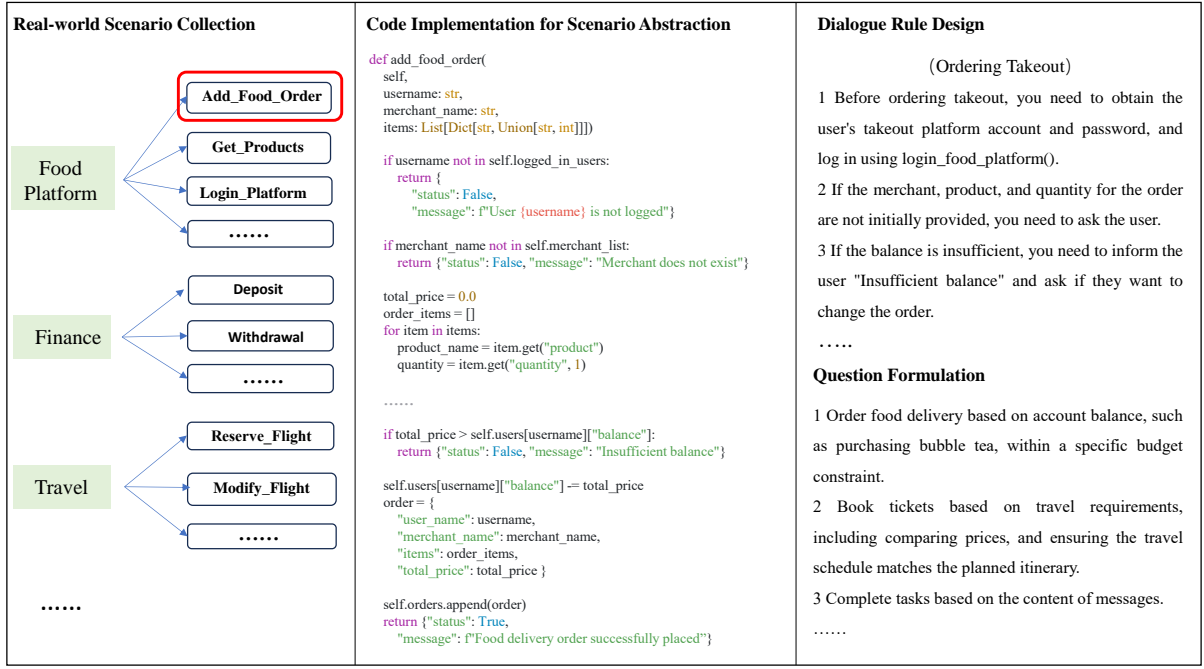 Real-world Scenario Collection
Food
Platform
Add_Food_Order
Get_Products
Login_Platform
......
Finance
Deposit
Withdrawal
......
Travel
Reserve_Flight
Modify_Flight
......
......
Code Implementation for Scenario Abstraction
def add_food_order(
self,
username: str,
merchant_name: str,
items: List[Dict[str, Union[str, int]]])
if username not in self.logged_in_users:
return {
"status": False,
"message": f"User {username} is not logged"}
if merchant_name not in self.merchant_list:
return {"status": False, "message": "Merchant does not exist"}
total_price = 0.0
order_items = []
for item in items:
product_name = item.get("product")
quantity = item.get("quantity", 1)
......
if total_price > self.users[username]["balance"]:
return {"status": False, "message": "Insufficient balance"}
self.users[username]["balance"] -= total_price
order = {
"user_name": username,
"merchant_name": merchant_name,
"items": order_items,
"total_price": total_price }
self.orders.append(order)
return {"status": True,
"message": f"Food delivery order successfully placed"}
Dialogue Rule Design
（Ordering Takeout）
1 Before ordering takeout, you need to obtain the
user's takeout platform account and password, and
log in using login_food_platform().
2 If the merchant, product, and quantity for the order
are not initially provided, you need to ask the user.
3 If the balance is insufficient, you need to inform the
user "Insufficient balance" and ask if they want to
change the order.
.....
Question Formulation
1 Order food delivery based on account balance, such
as purchasing bubble tea, within a specific budget
constraint.
2 Book tickets based on travel requirements,
including comparing prices, and ensuring the travel
schedule matches the planned itinerary.
3 Complete tasks based on the content of messages.
......